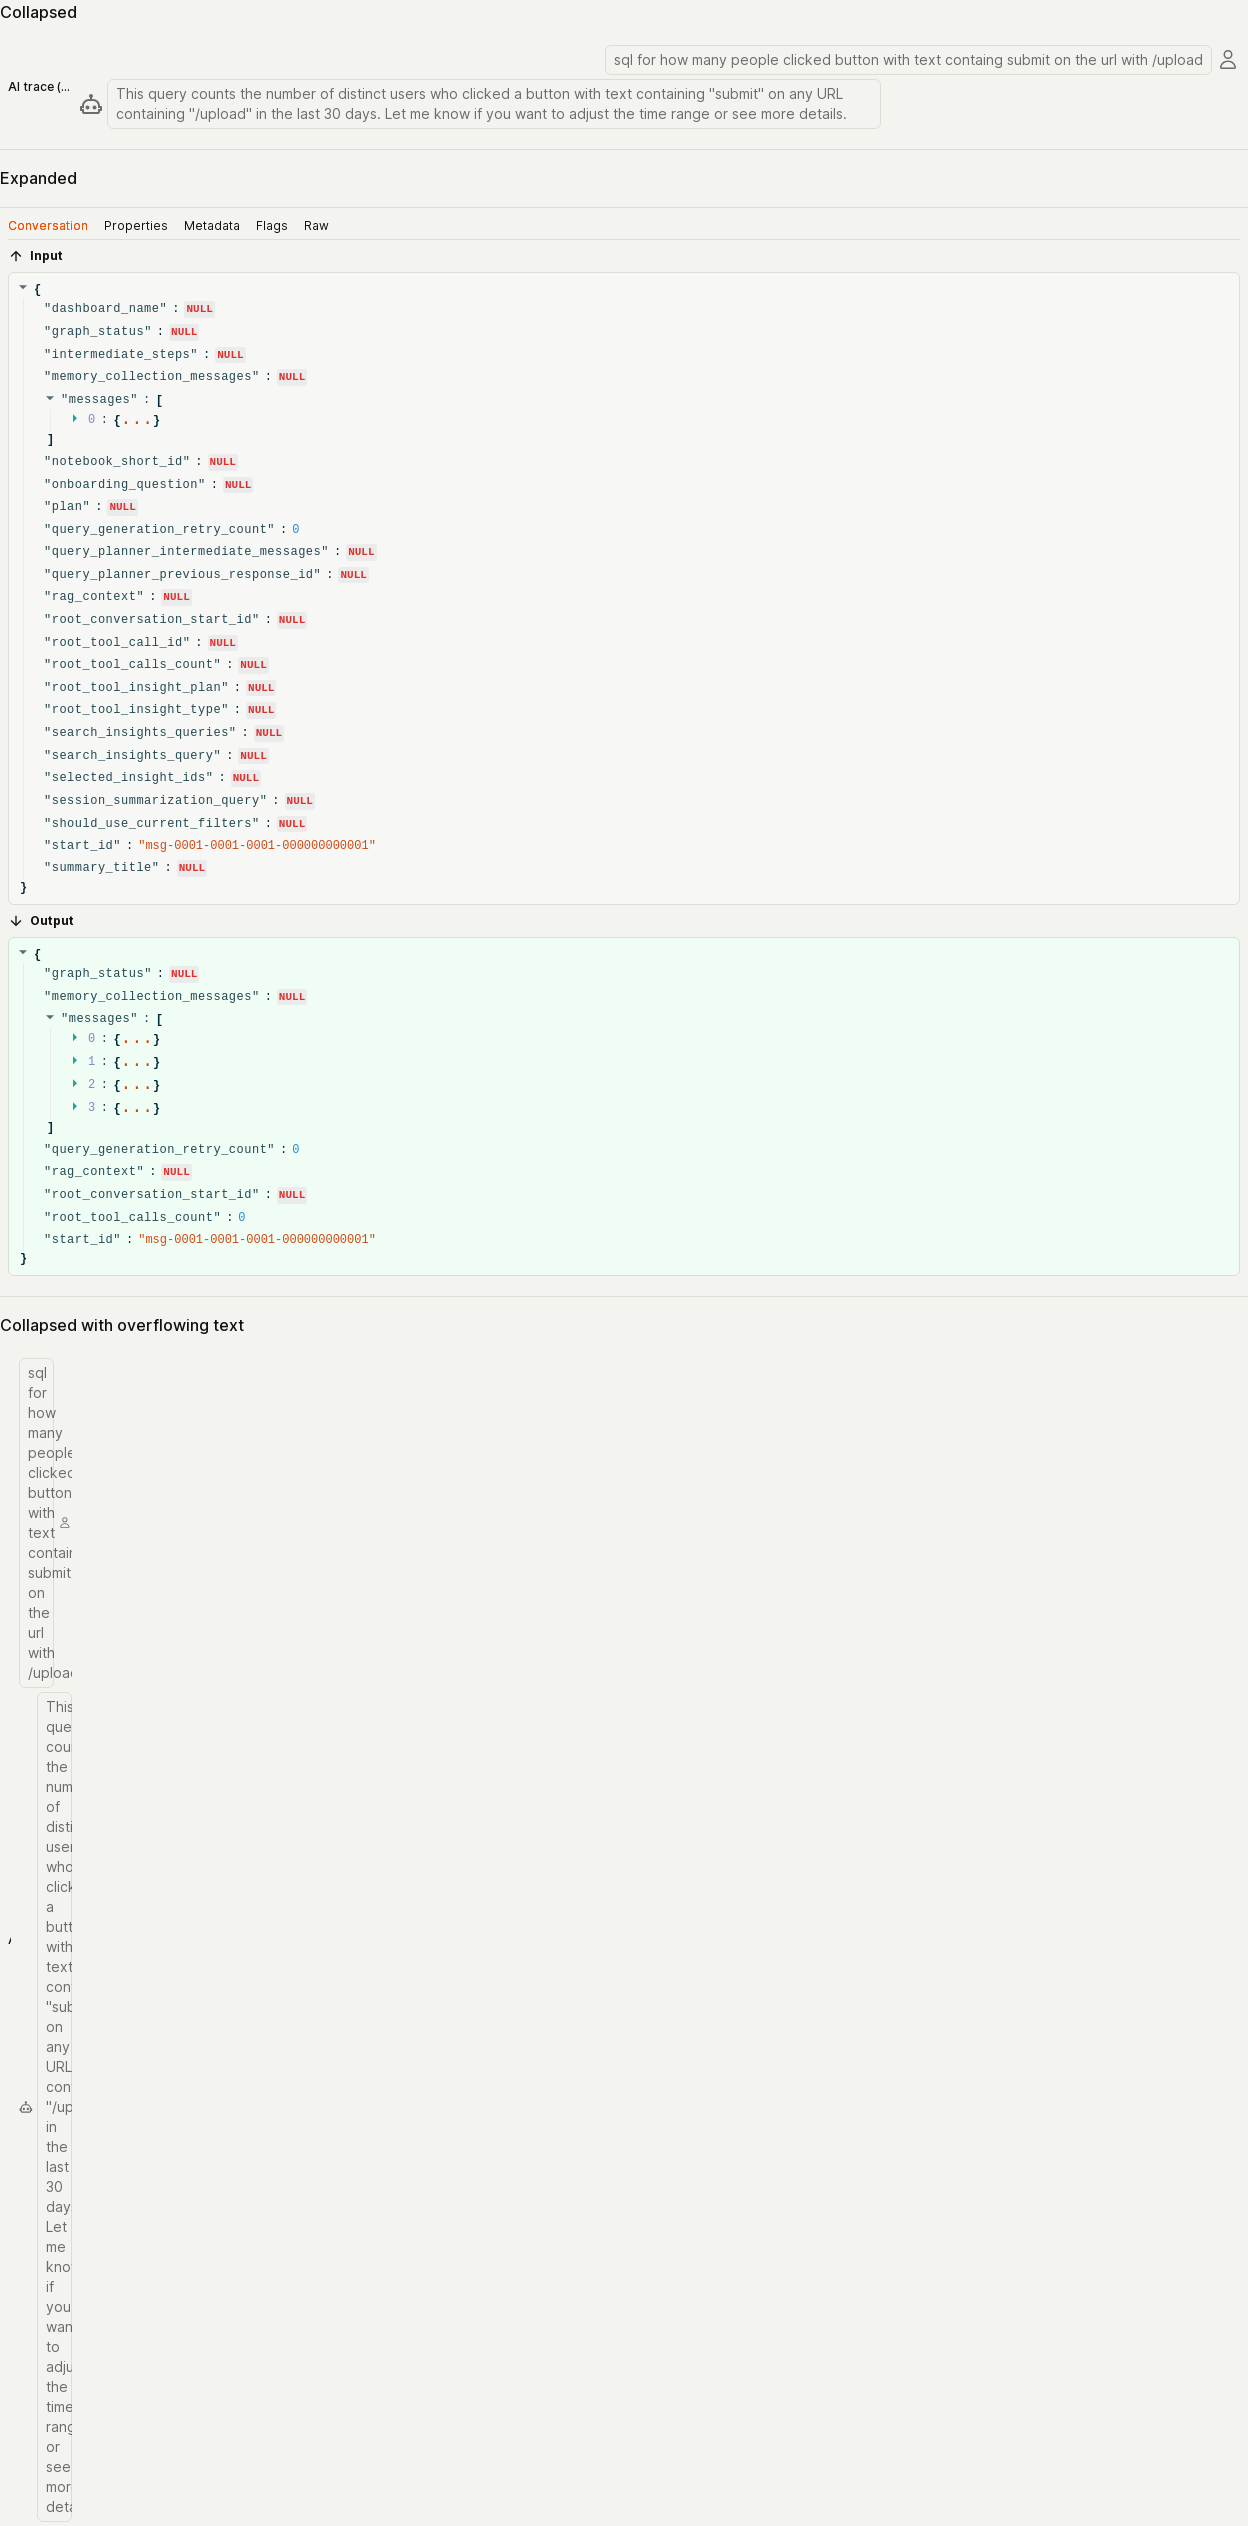 Collapsed
sql for how many people clicked button with text containg submit on the url with /upload
AI trace (...
This query counts the number of distinct users who clicked a button with text containing "submit" on any URL
containing "/upload" in the last 30 days. Let me know if you want to adjust the time range or see more details.
Expanded
Conversation Properties Metadata Flags Raw
Input
{
"dashboard_name" : NULL
"graph_status" : NULL
"intermediate_steps" : NULL
"memory_collection_messages" : NULL
"messages" : [
0 : {...}
]
"notebook_short_id" : NULL
"onboarding_question" : NULL
"plan" : NULL
"query_generation_retry_count" : 0
"query_planner_intermediate_messages" : NULL
"query_planner_previous_response_id" : NULL
"rag_context" : NULL
"root_conversation_start_id" : NULL
"root_tool_call_id" : NULL
"root_tool_calls_count" : NULL
"root_tool_insight_plan" : NULL
"root_tool_insight_type" : NULL
"search_insights_queries" : NULL
"search_insights_query" : NULL
"selected_insight_ids" : NULL
"session_summarization_query" : NULL
"should_use_current_filters" : NULL
"start_id" : "msg-0001-0001-0001-000000000001"
"summary_title" : NULL
}
Output
{
"graph_status" : NULL
"memory_collection_messages" : NULL
"messages" : [
0 : {...}
1 : {...}
2 : {...}
3 : {...}
]
"query_generation_retry_count" : 0
"rag_context" : NULL
"root_conversation_start_id" : NULL
"root_tool_calls_count" : 0
"start_id" : "msg-0001-0001-0001-000000000001"
}
Collapsed with overflowing text
sql
for
how
many
people
clicked
button
with
text
contain
submit
on
the
url
with
/upload
This
que
cou
the
num
of
disti
user
who
click
a
butt
with
text
con
"sub
on
any
URL
con
"/up
in
the
last
30
day
Let
me
kno
if
you
wan
to
adju
the
time
rang
or
see
mor
deta